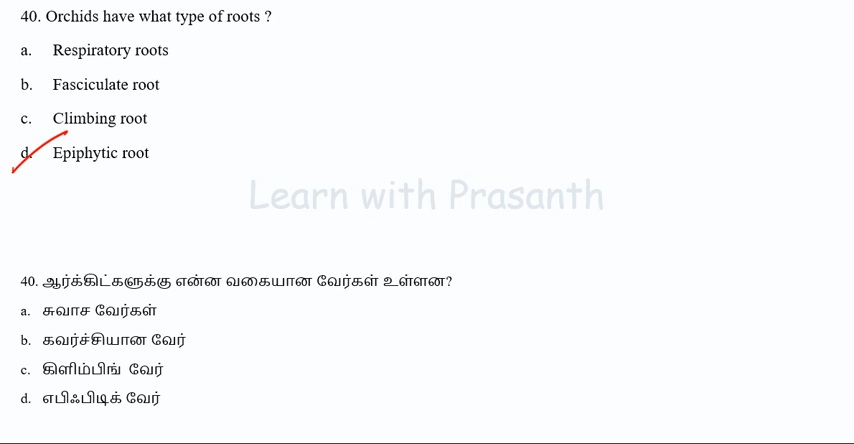 40. Orchids have what type of roots ?
a. Respiratory roots
b. Fasciculate root
c. Climbing root
d. Epiphytic root
Learn with Prasanth
40. ஆர்க்கிட்களுக்கு என்ன வகையான வேர்கள் உள்ளன?
a. சுவாச வேர்கள்
b. கவர்ச்சியான வேர்
c. கிளிம்பிங் வேர்
d. எபிஃபிடிக் வேர்